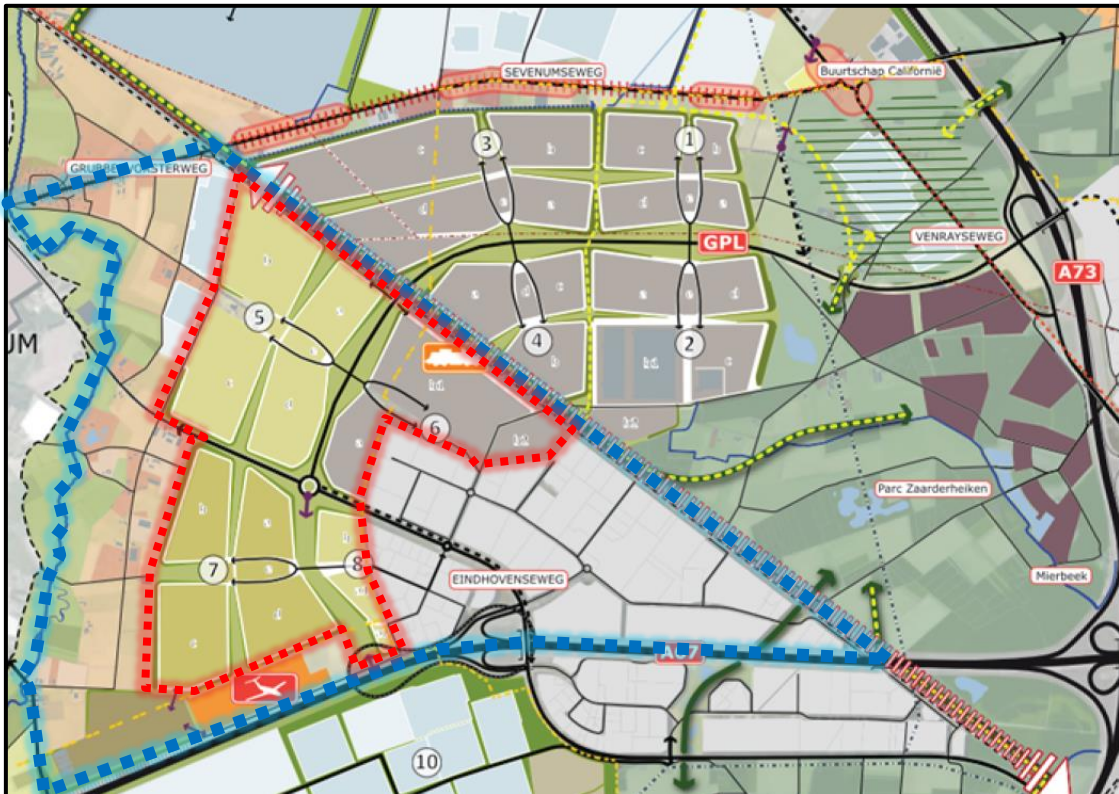 SEVENUMSEWEG
Buurtschap Californië
GRUBBENVORSTERWEG
3
1
c
b
c
b
d
e
a
a
e
a
VENRAYSEWEG
GPL
A73
b
a
a
e
d
a
e
d
5
4
2
UM
e
b
c
c
d
6
a
Parc Zaarderheiken
b
a
7
e
8
EINDHOVENSEWEG
Mierbeek
c
d
A67
10